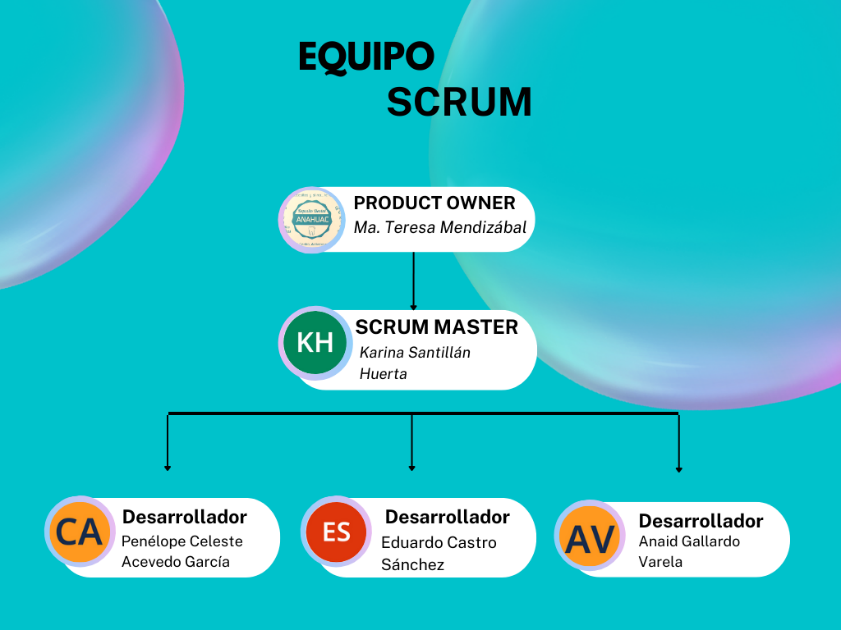 EQUIPO
SCRUM
PRODUCT OWNER
Ma. Teresa Mendizábal
ANAHUAC
KH
SCRUM MASTER
Karina Santillán
Huerta
CA
Desarrollador
Penélope Celeste
Acevedo García
ES
Desarrollador
Eduardo Castro
Sánchez
AV
Desarrollador
Anaid Gallardo
Varela